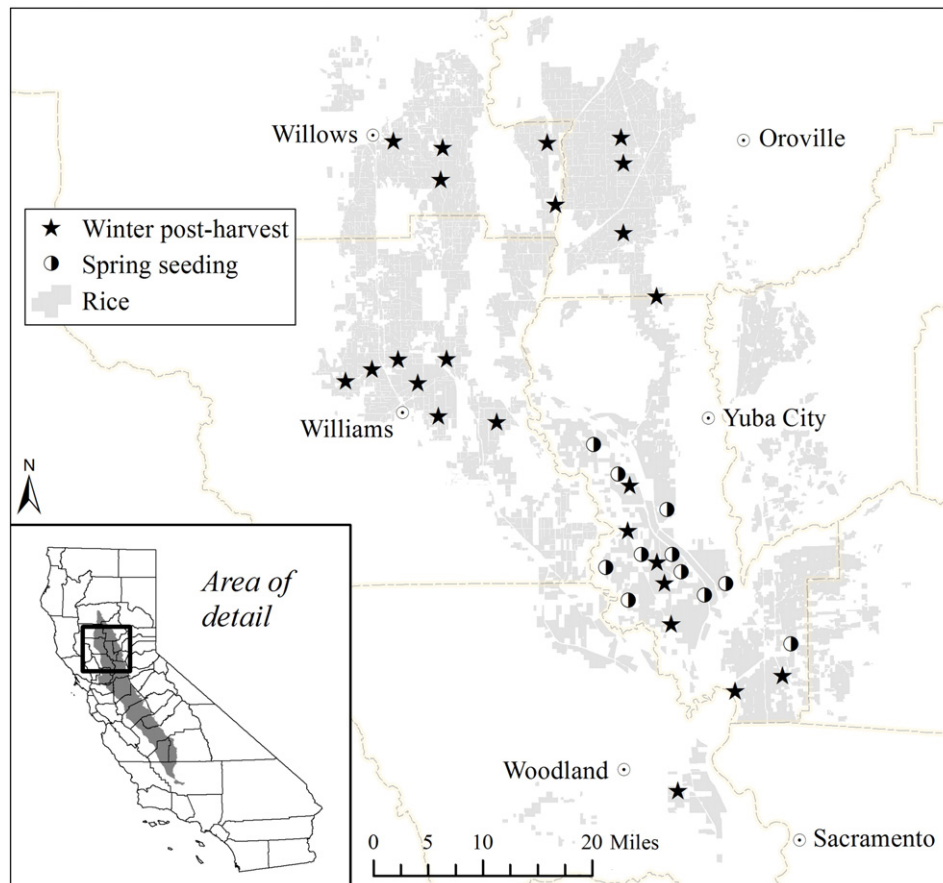 Willows
Oroville
Winter post-harvest
Spring seeding
Rice
Williams
Yuba City
N
Area of
detail
Woodland
Sacramento
0 5 10 20 Miles